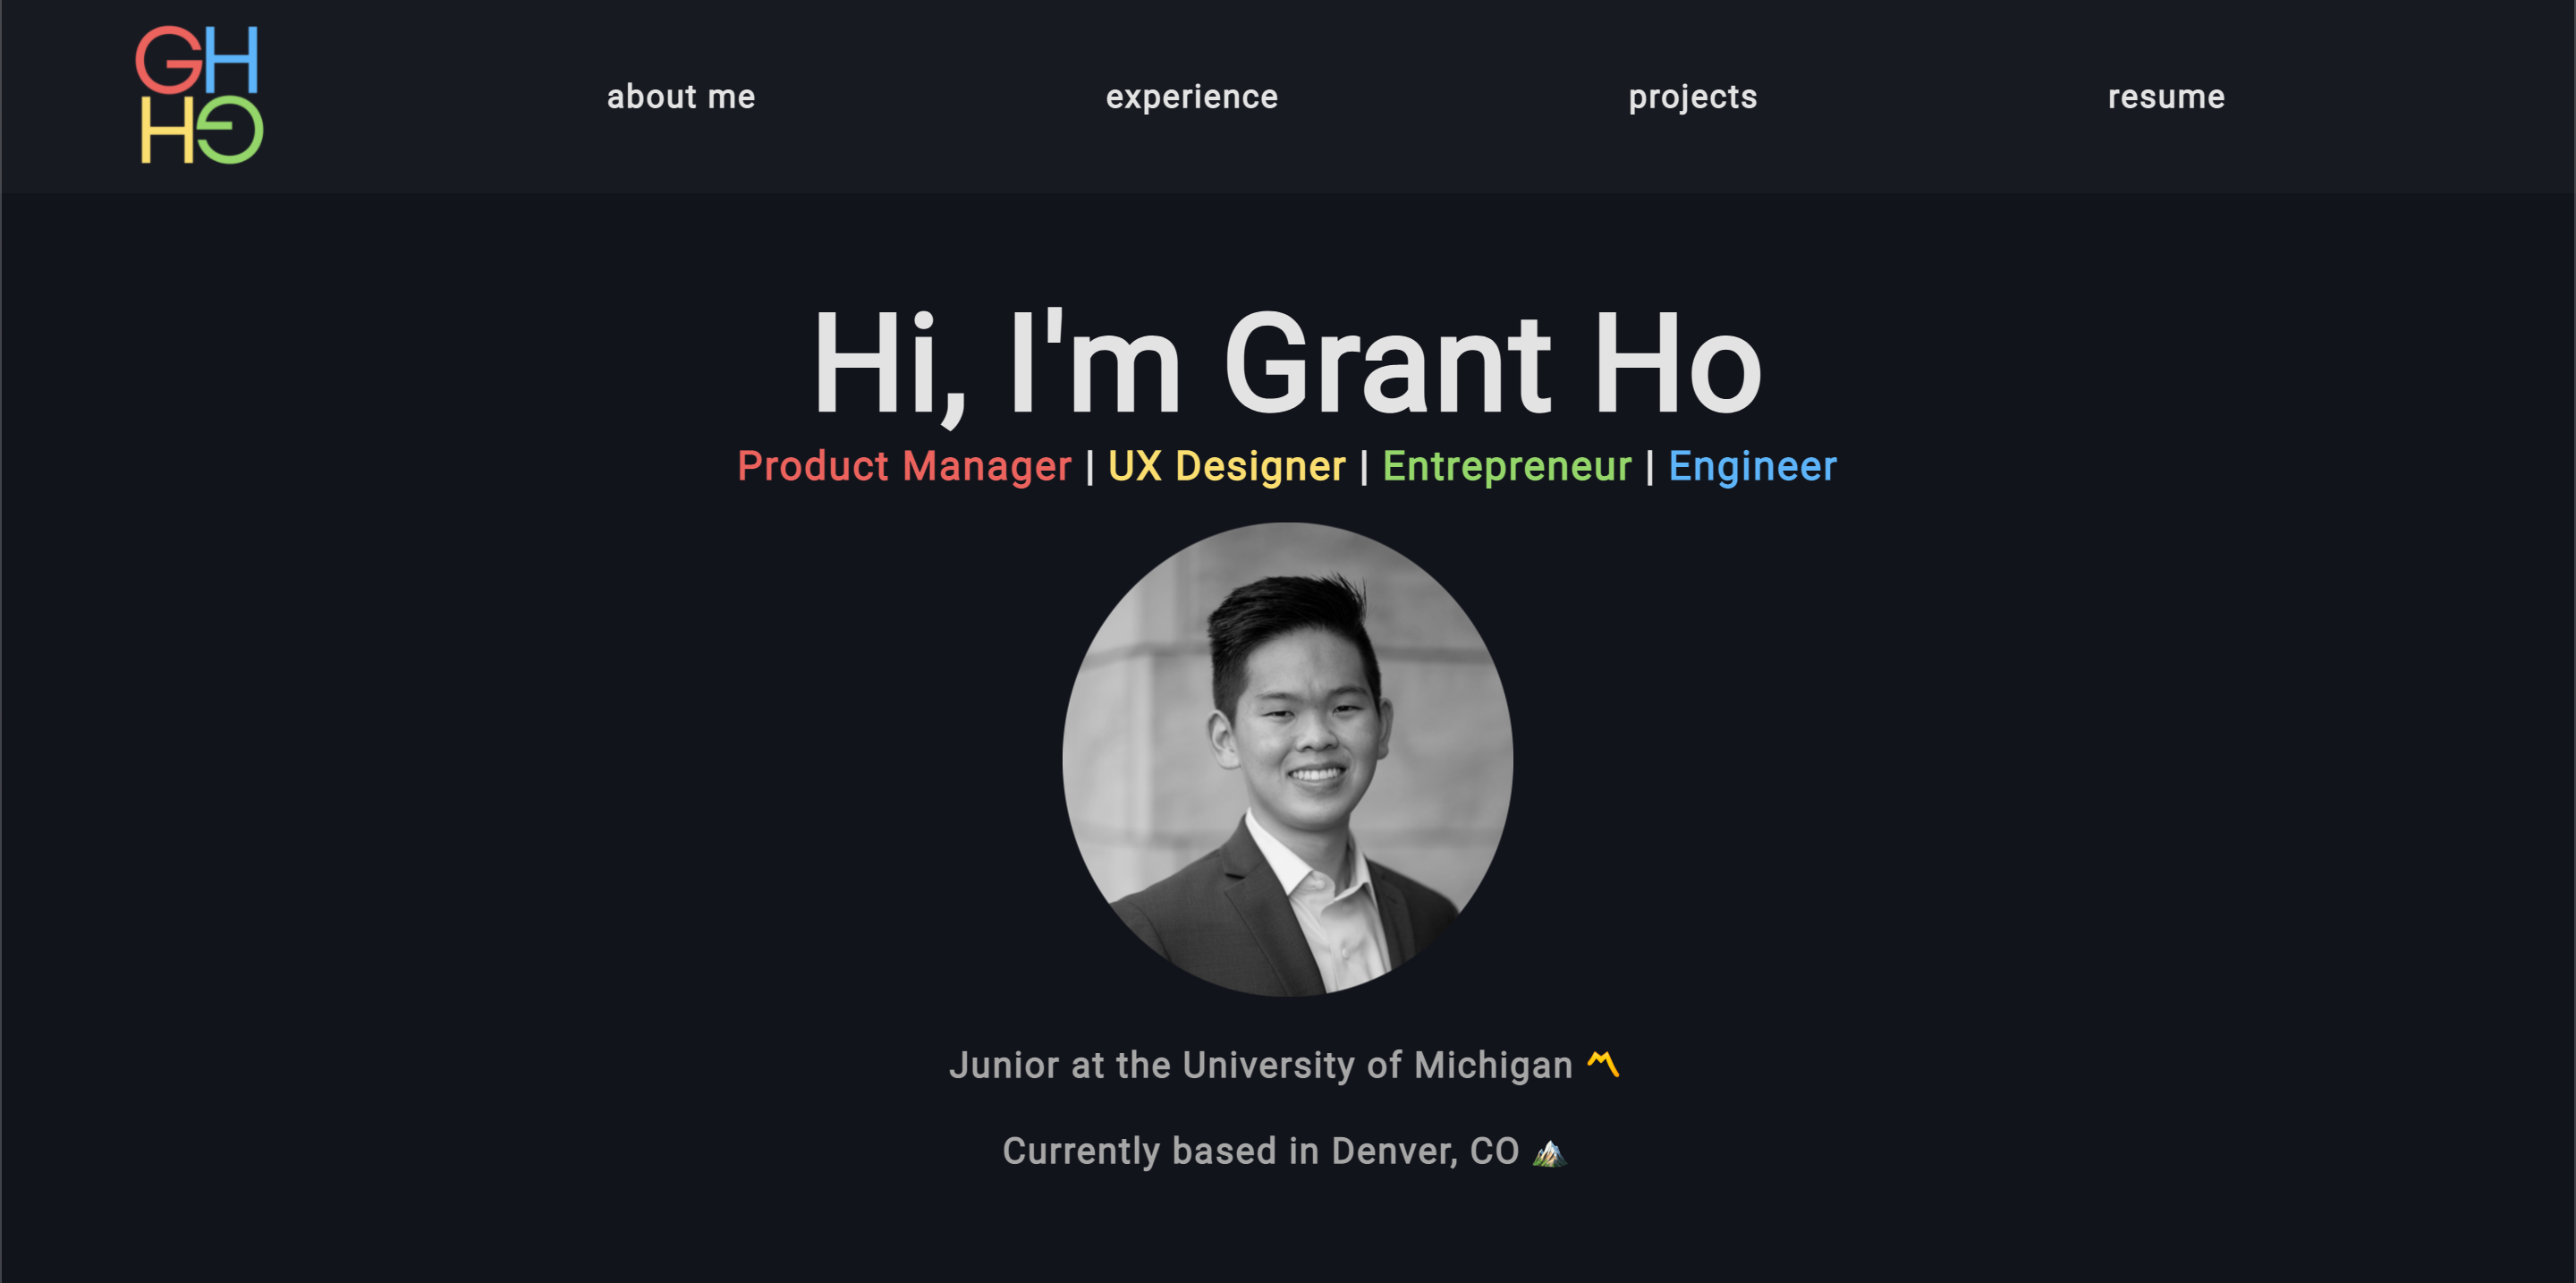 GH
HG
about me
experience
projects
resume
Hi, I'm Grant Ho
Product Manager | UX Designer | Entrepreneur | Engineer
Junior at the University of Michigan 〽️
Currently based in Denver, CO 🏔️